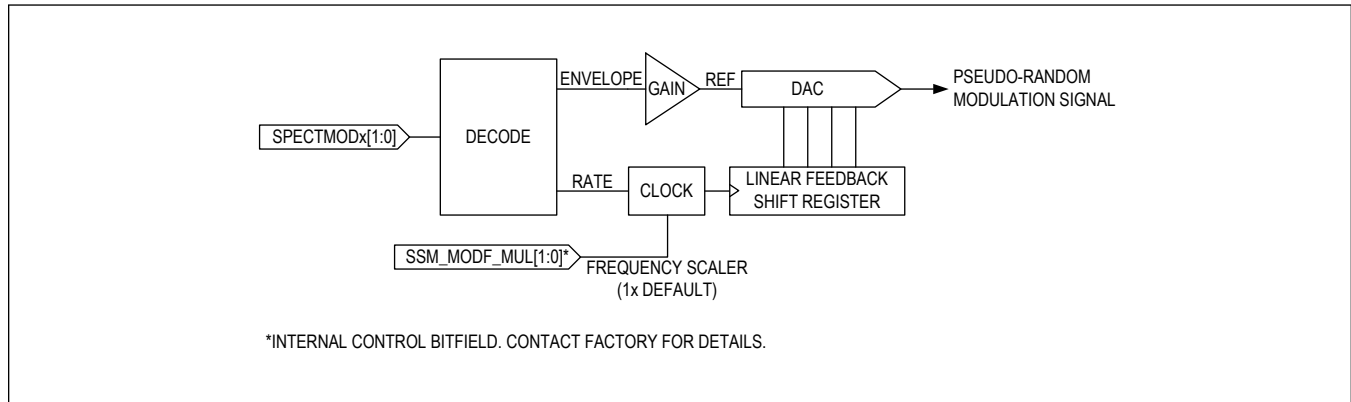 ENVELOPE
GAIN
REF
DAC
PSEUDO-RANDOM
MODULATION SIGNAL
SPECTMODx[1:0]
DECODE
RATE
CLOCK
LINEAR FEEDBACK
SHIFT REGISTER
SSM_MODF_MUL[1:0]*
FREQUENCY SCALER
(1x DEFAULT)
*INTERNAL CONTROL BITFIELD. CONTACT FACTORY FOR DETAILS.